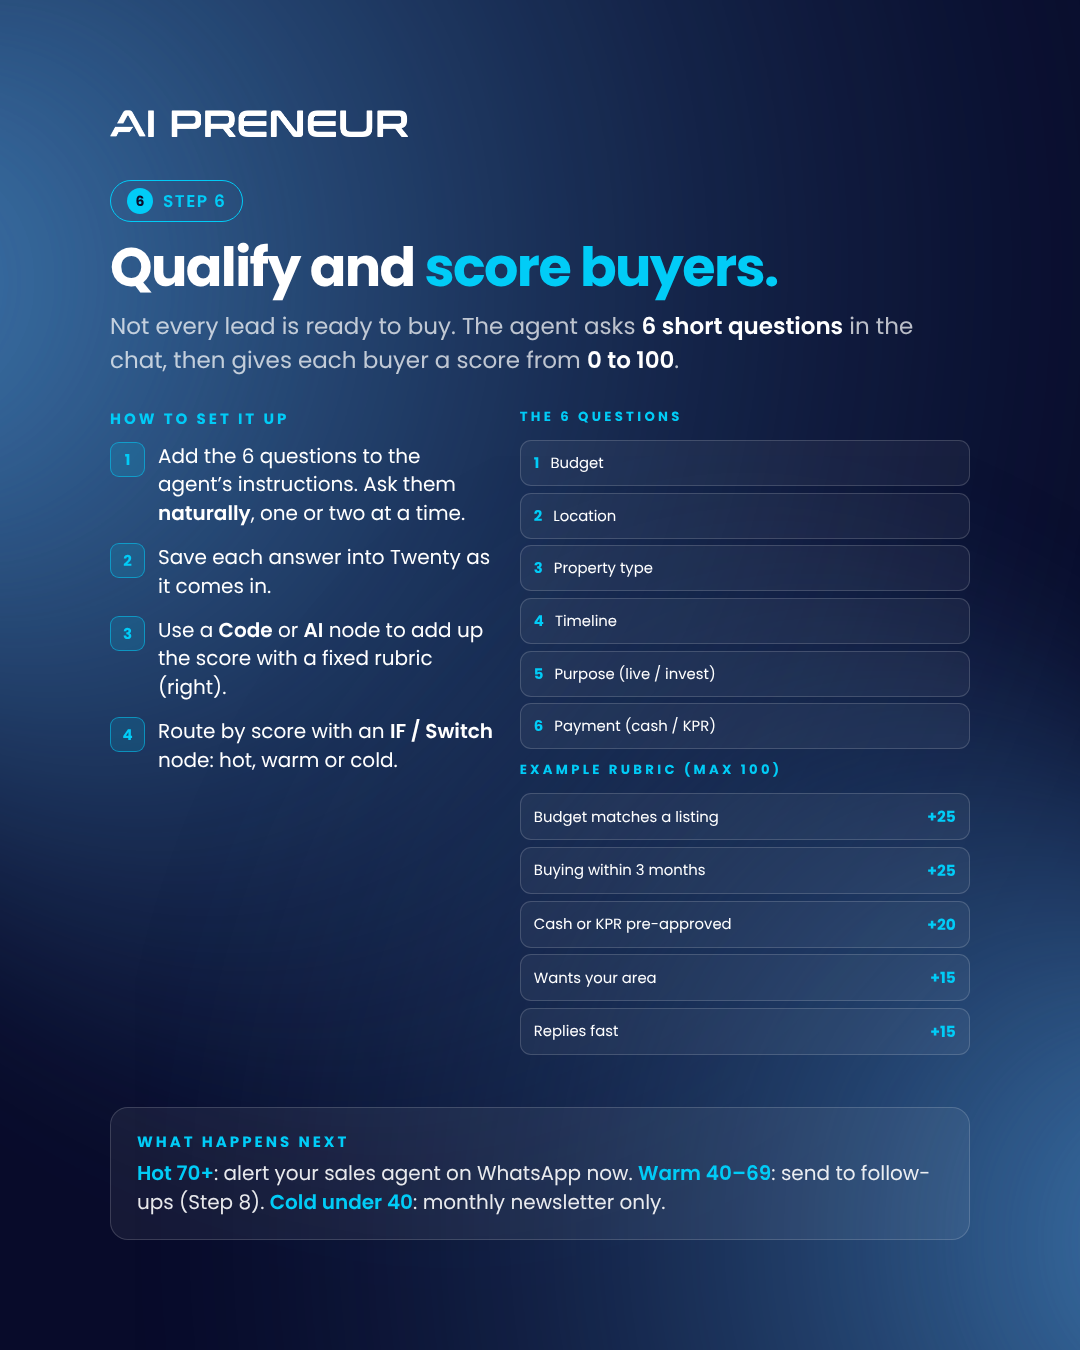 AI PRENEUR
6 STEP 6
Qualify and score buyers.
Not every lead is ready to buy. The agent asks 6 short questions in the
chat, then gives each buyer a score from 0 to 100.
HOW TO SET IT UP
1 Add the 6 questions to the
agent’s instructions. Ask them
naturally, one or two at a time.
2 Save each answer into Twenty as
it comes in.
3 Use a Code or AI node to add up
the score with a fixed rubric
(right).
4 Route by score with an IF / Switch
node: hot, warm or cold.
THE 6 QUESTIONS
1 Budget
2 Location
3 Property type
4 Timeline
5 Purpose (live / invest)
6 Payment (cash / KPR)
EXAMPLE RUBRIC (MAX 100)
Budget matches a listing +25
Buying within 3 months +25
Cash or KPR pre-approved +20
Wants your area +15
Replies fast +15
WHAT HAPPENS NEXT
Hot 70+: alert your sales agent on WhatsApp now. Warm 40–69: send to follow-
ups (Step 8). Cold under 40: monthly newsletter only.